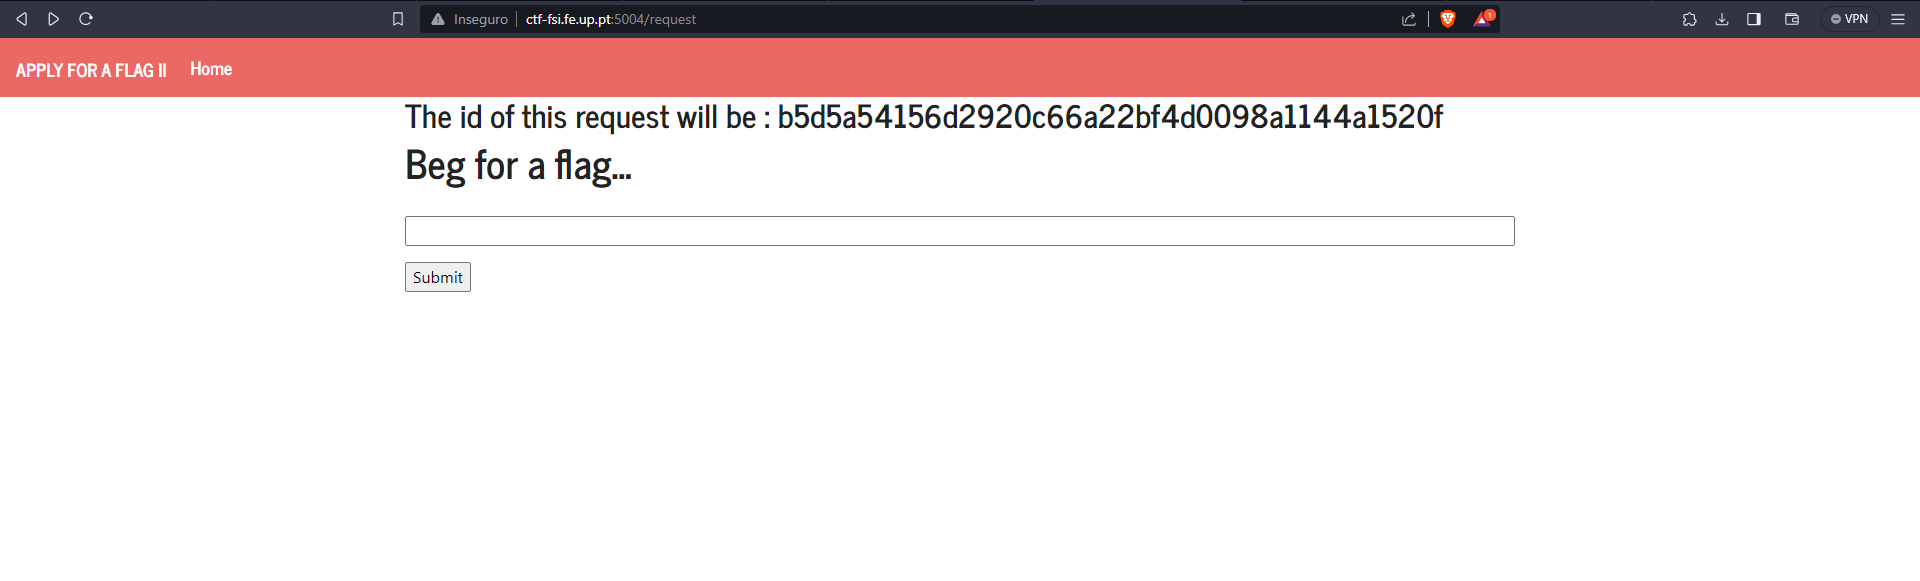 Inseguro ctf-fsi.fe.up.pt:5004/request 1 VPN
APPLY FOR A FLAG II Home
The id of this request will be : b5d5a54156d2920c66a22bf4d0098a1144a1520f
Beg for a flag...
Submit